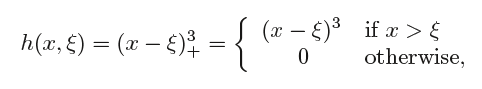 h(x, ξ) = (x − ξ)³₊ = { (x − ξ)³ if x > ξ
0 otherwise,